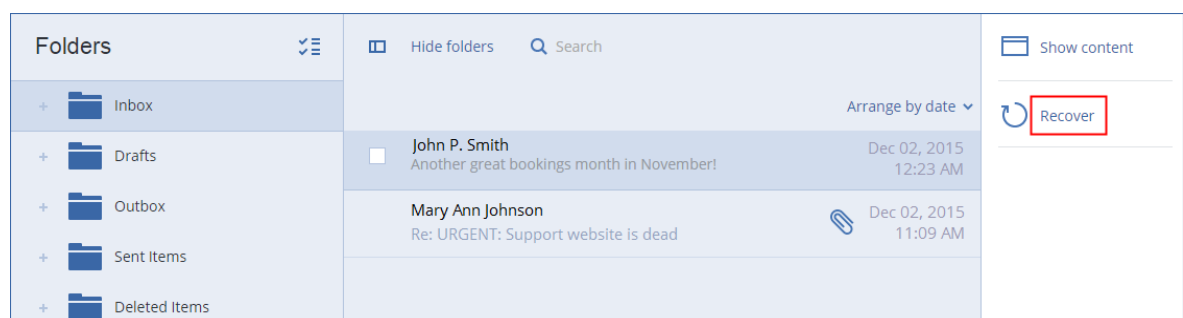 Folders
Inbox
Drafts
Outbox
Sent Items
Deleted Items
Hide folders
Search
Arrange by date
John P. Smith
Another great bookings month in November!
Dec 02, 2015
12:23 AM
Mary Ann Johnson
Re: URGENT: Support website is dead
Dec 02, 2015
11:09 AM
Show content
Recover